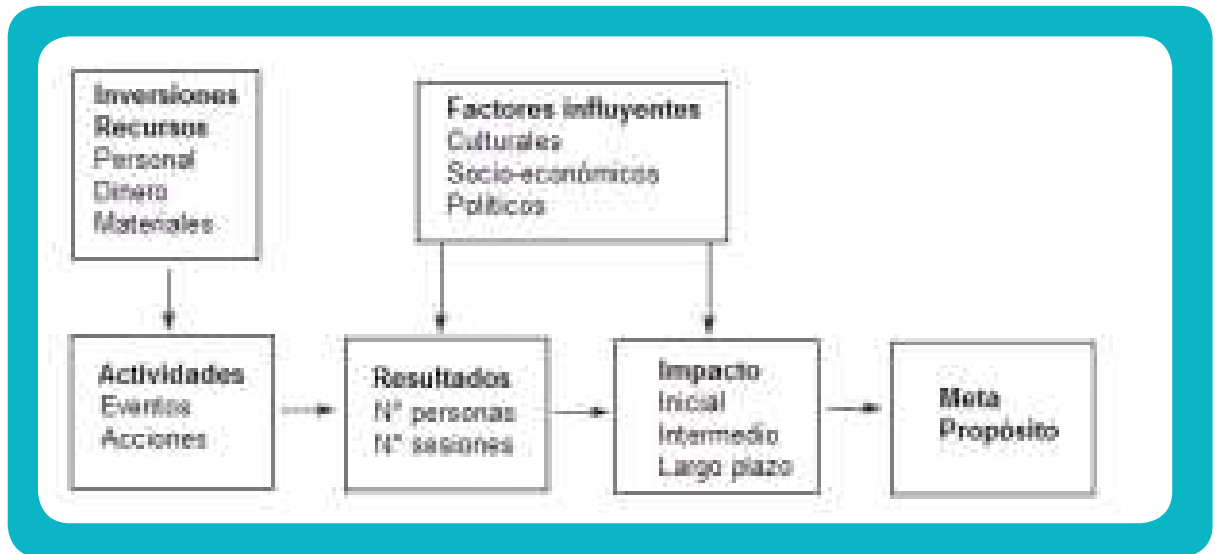 Inversiones
Recursos
Personal
Dinero
Materiales
Factores influyentes
Culturales
Socio-económicos
Políticos
Actividades
Eventos
Acciones
Resultados
N° personas
N° sesiones
Impacto
Inicial
Intermedio
Largo plazo
Meta
Propósito